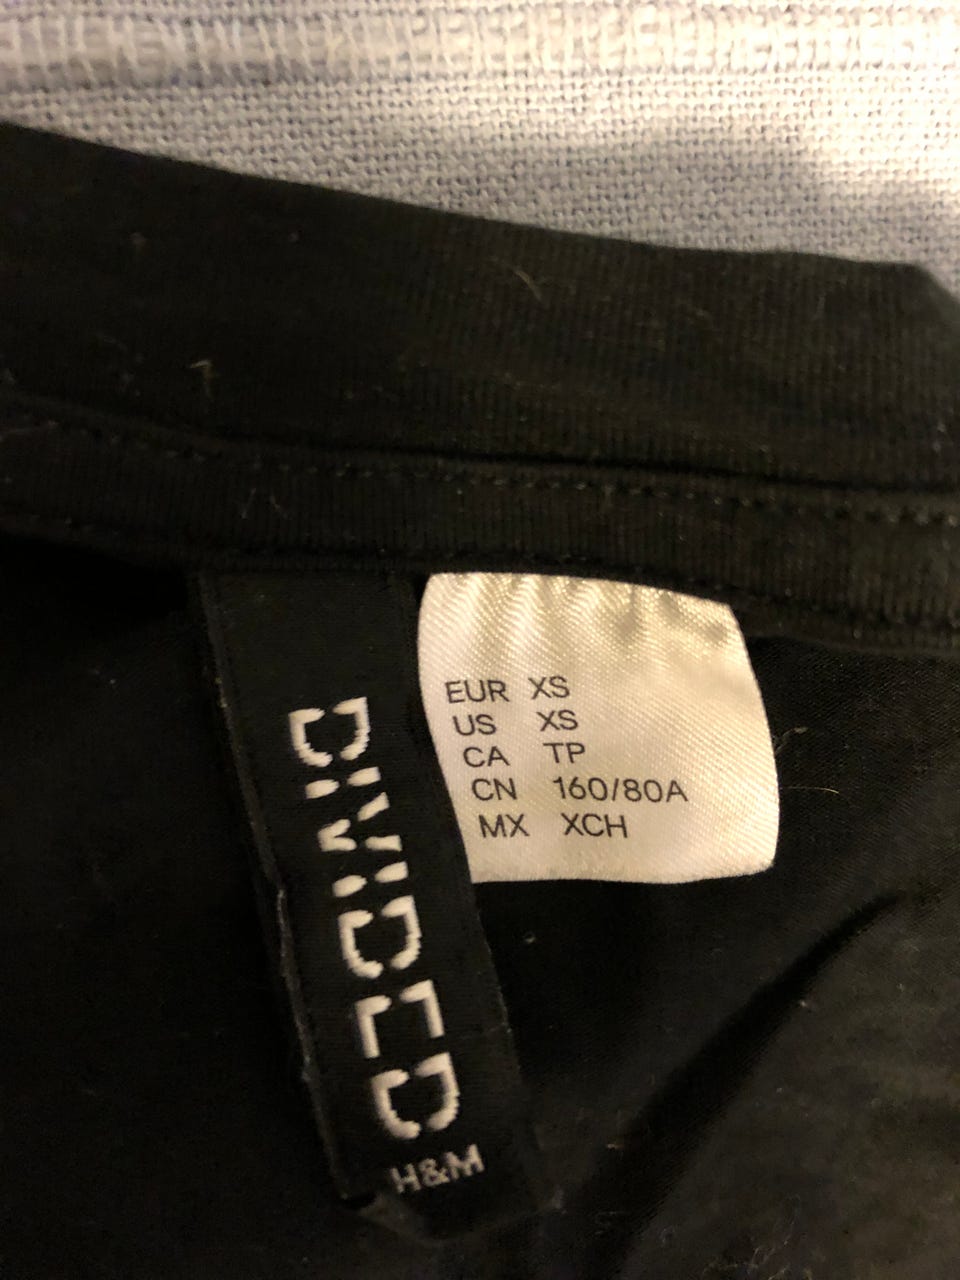 DIVIDED
H&M
EUR XS
US XS
CA TP
CN 160/80A
MX XCH